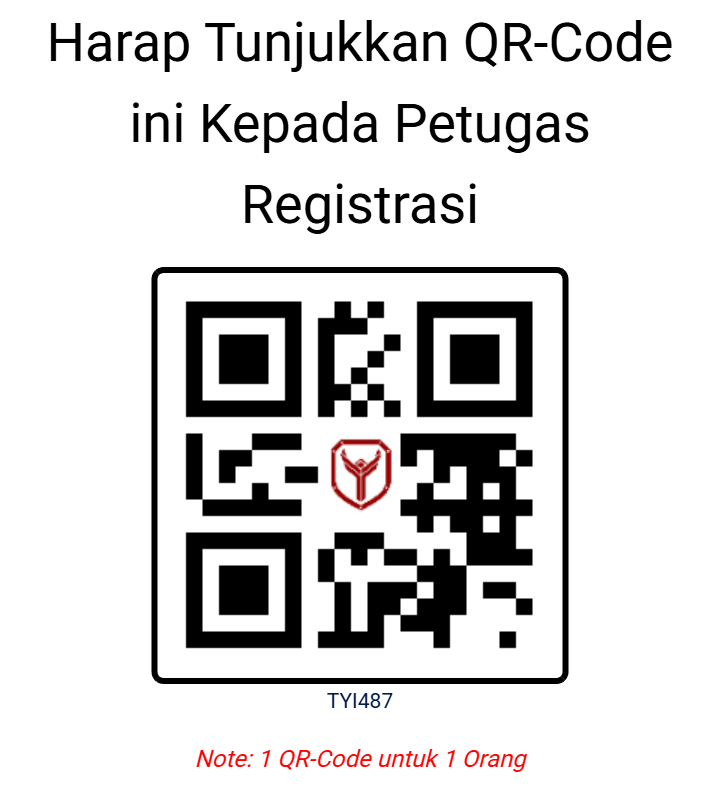 Harap Tunjukkan QR-Code
ini Kepada Petugas
Registrasi
TYI487
Note: 1 QR-Code untuk 1 Orang